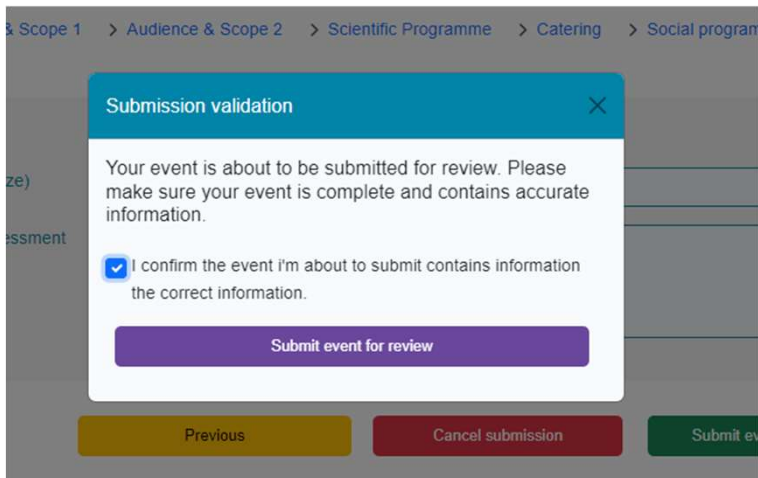 & Scope 1 > Audience & Scope 2 > Scientific Programme > Catering > Social program
Submission validation
Your event is about to be submitted for review. Please
make sure your event is complete and contains accurate
information.
ze)
essment
I confirm the event i'm about to submit contains information
the correct information.
Submit event for review
Previous Cancel submission Submit ev